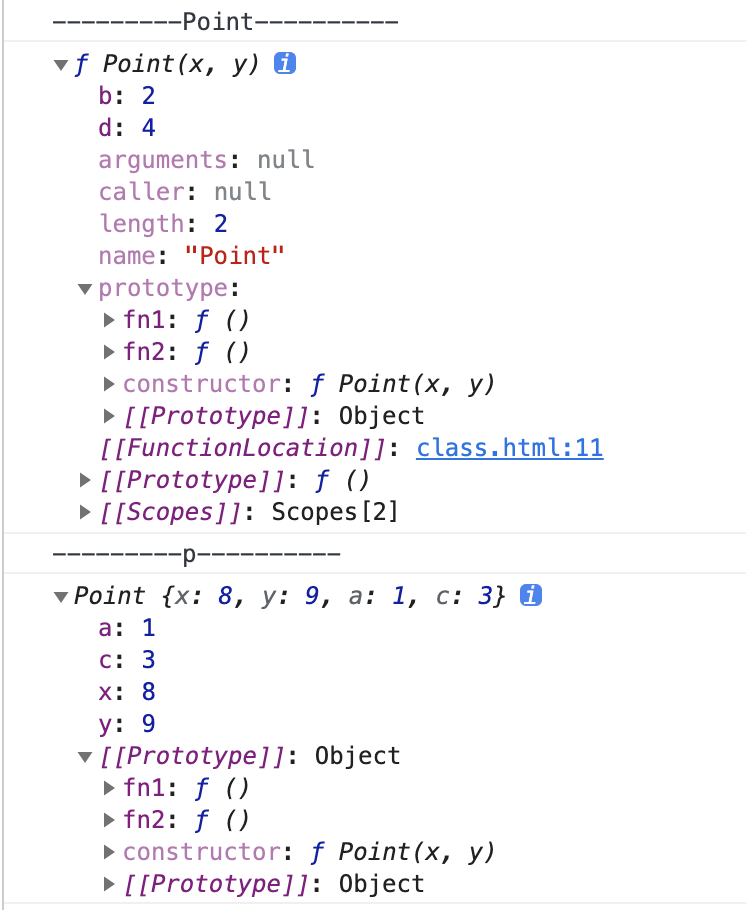 ---------Point----------
▼ƒ Point(x, y) i
b: 2
d: 4
arguments: null
caller: null
length: 2
name: "Point"
▼prototype:
▶fn1: ƒ ()
▶fn2: ƒ ()
▶constructor: ƒ Point(x, y)
▶[[Prototype]]: Object
[[FunctionLocation]]: class.html:11
▶[[Prototype]]: ƒ ()
▶[[Scopes]]: Scopes[2]
---------p----------
▼Point {x: 8, y: 9, a: 1, c: 3} i
a: 1
c: 3
x: 8
y: 9
▼[[Prototype]]: Object
▶fn1: ƒ ()
▶fn2: ƒ ()
▶constructor: ƒ Point(x, y)
▶[[Prototype]]: Object